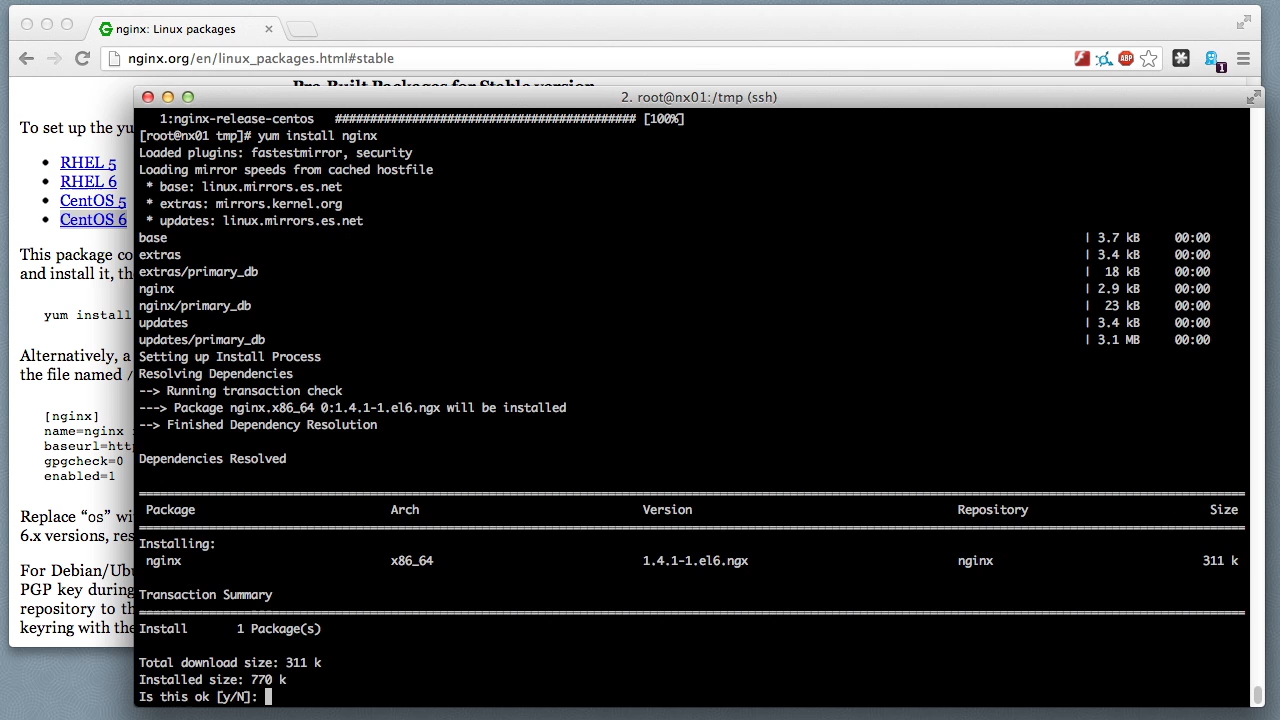 nginx: Linux packages
nginx.org/en/linux_packages.html#stable
ABP
1
Pre-Built Packages for Stable version
To set up the yu
RHEL 5
RHEL 6
CentOS 5
CentOS 6
This package co
and install it, th
yum install
Alternatively, a
the file named /
[nginx]
name=nginx
baseurl=http
gpgcheck=0
enabled=1
Replace “os” wi
6.x versions, res
For Debian/Ubu
PGP key during
repository to th
keyring with the
2. root@nx01:/tmp (ssh)
1:nginx-release-centos ########################################### [100%]
[root@nx01 tmp]# yum install nginx
Loaded plugins: fastestmirror, security
Loading mirror speeds from cached hostfile
* base: linux.mirrors.es.net
* extras: mirrors.kernel.org
* updates: linux.mirrors.es.net
base | 3.7 kB 00:00
extras | 3.4 kB 00:00
extras/primary_db | 18 kB 00:00
nginx | 2.9 kB 00:00
nginx/primary_db | 23 kB 00:00
updates | 3.4 kB 00:00
updates/primary_db | 3.1 MB 00:00
Setting up Install Process
Resolving Dependencies
--> Running transaction check
---> Package nginx.x86_64 0:1.4.1-1.el6.ngx will be installed
--> Finished Dependency Resolution
Dependencies Resolved
Package Arch Version Repository Size
Installing:
nginx x86_64 1.4.1-1.el6.ngx nginx 311 k
Transaction Summary
Install 1 Package(s)
Total download size: 311 k
Installed size: 770 k
Is this ok [y/N]: